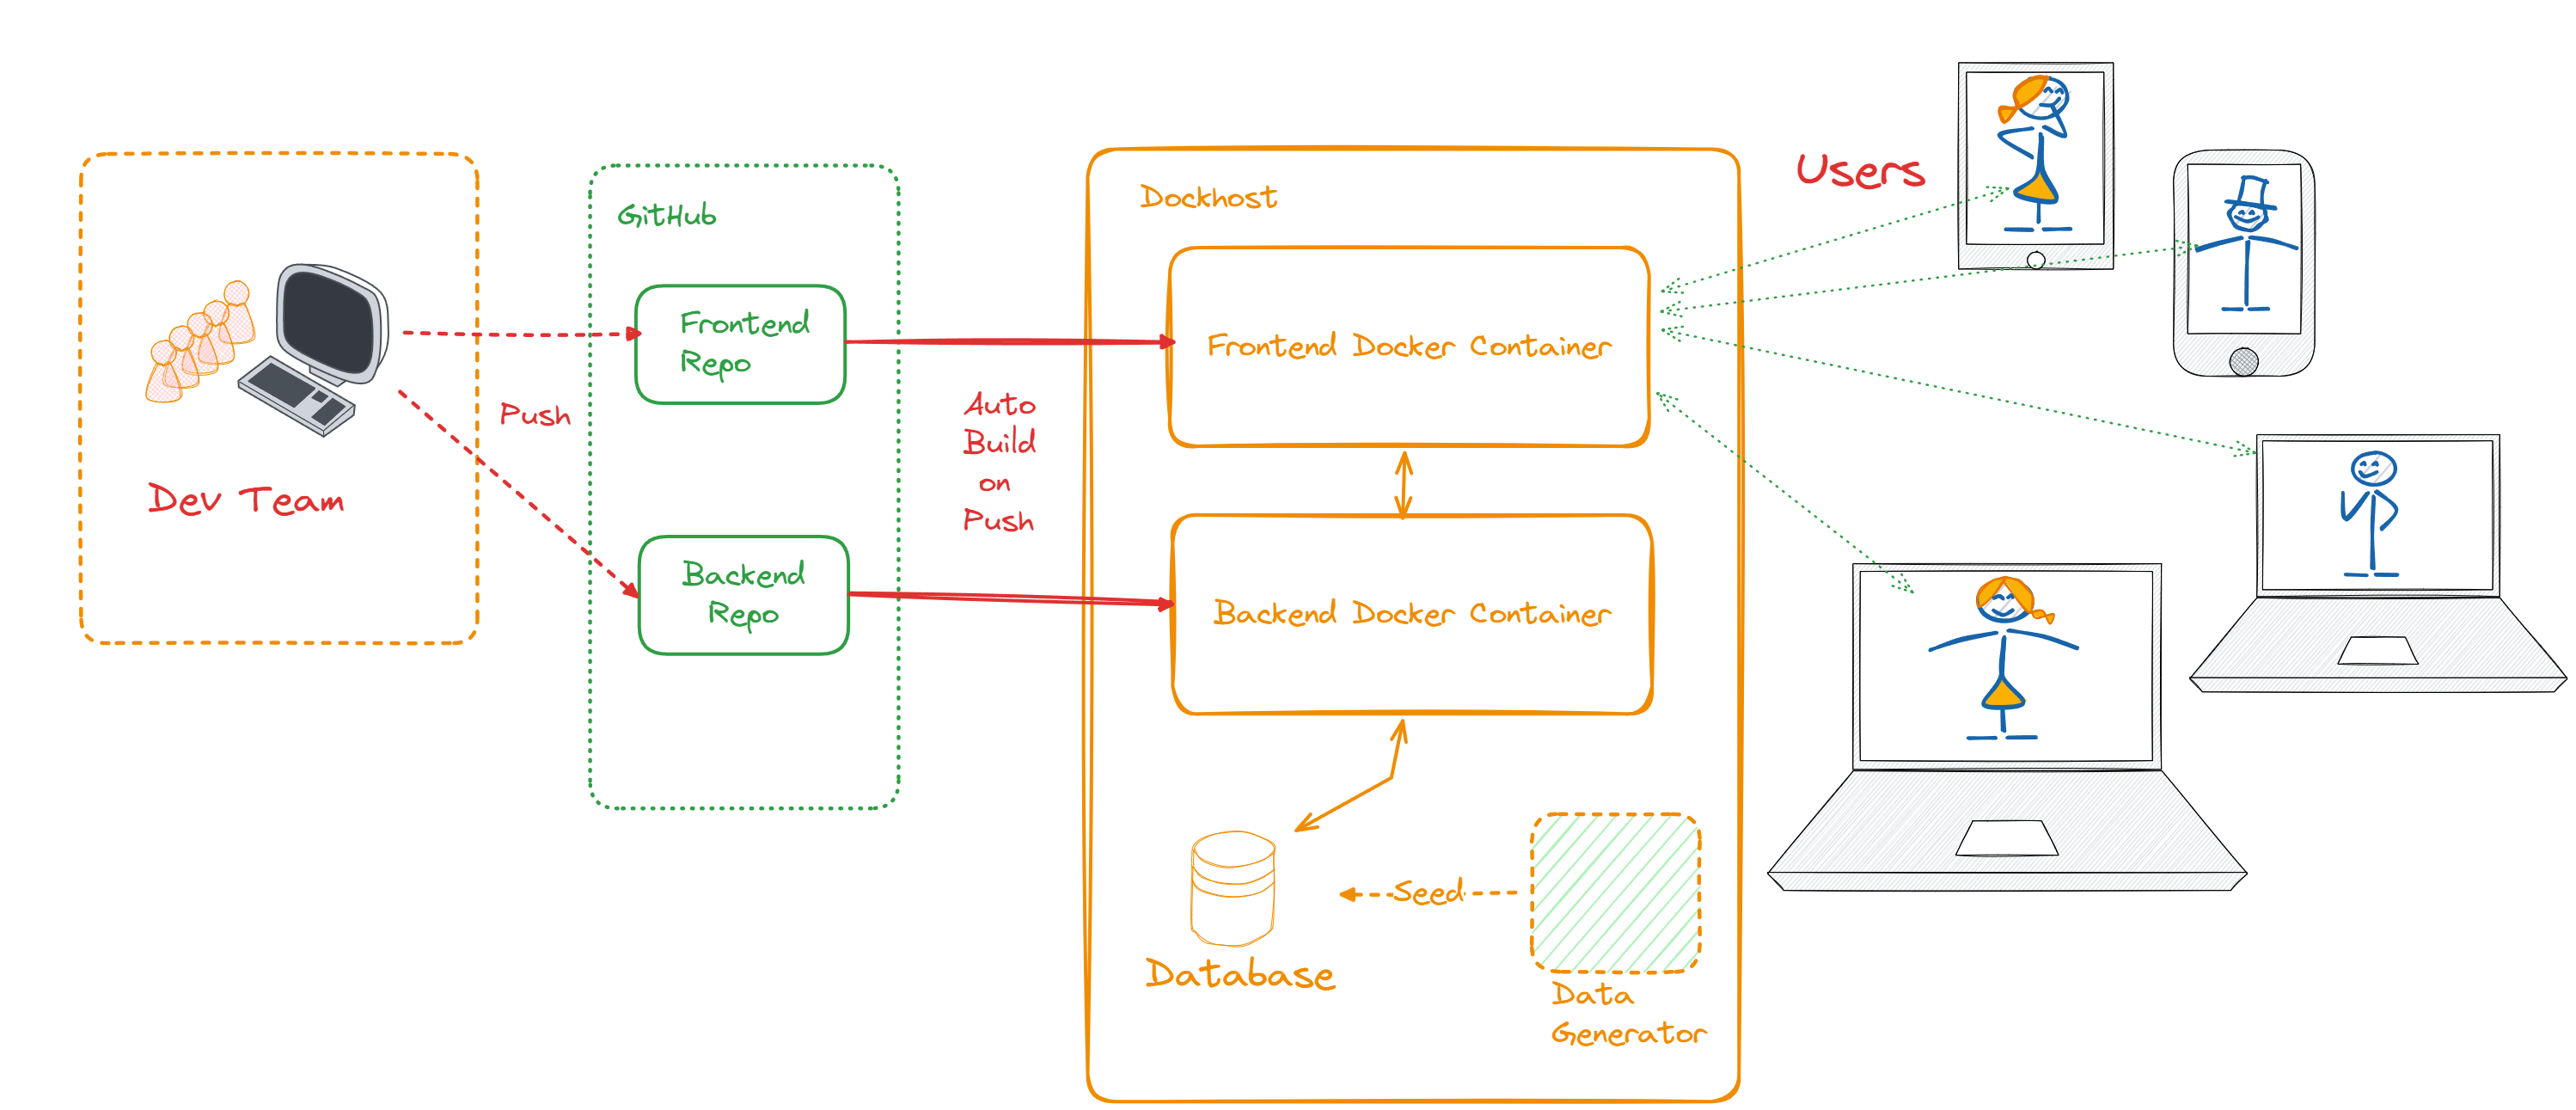 Dev Team
Push
GitHub
Frontend
Repo
Backend
Repo
Auto
Build
on
Push
Dockhost
Frontend Docker Container
Backend Docker Container
Database
Seed
Data
Generator
Users